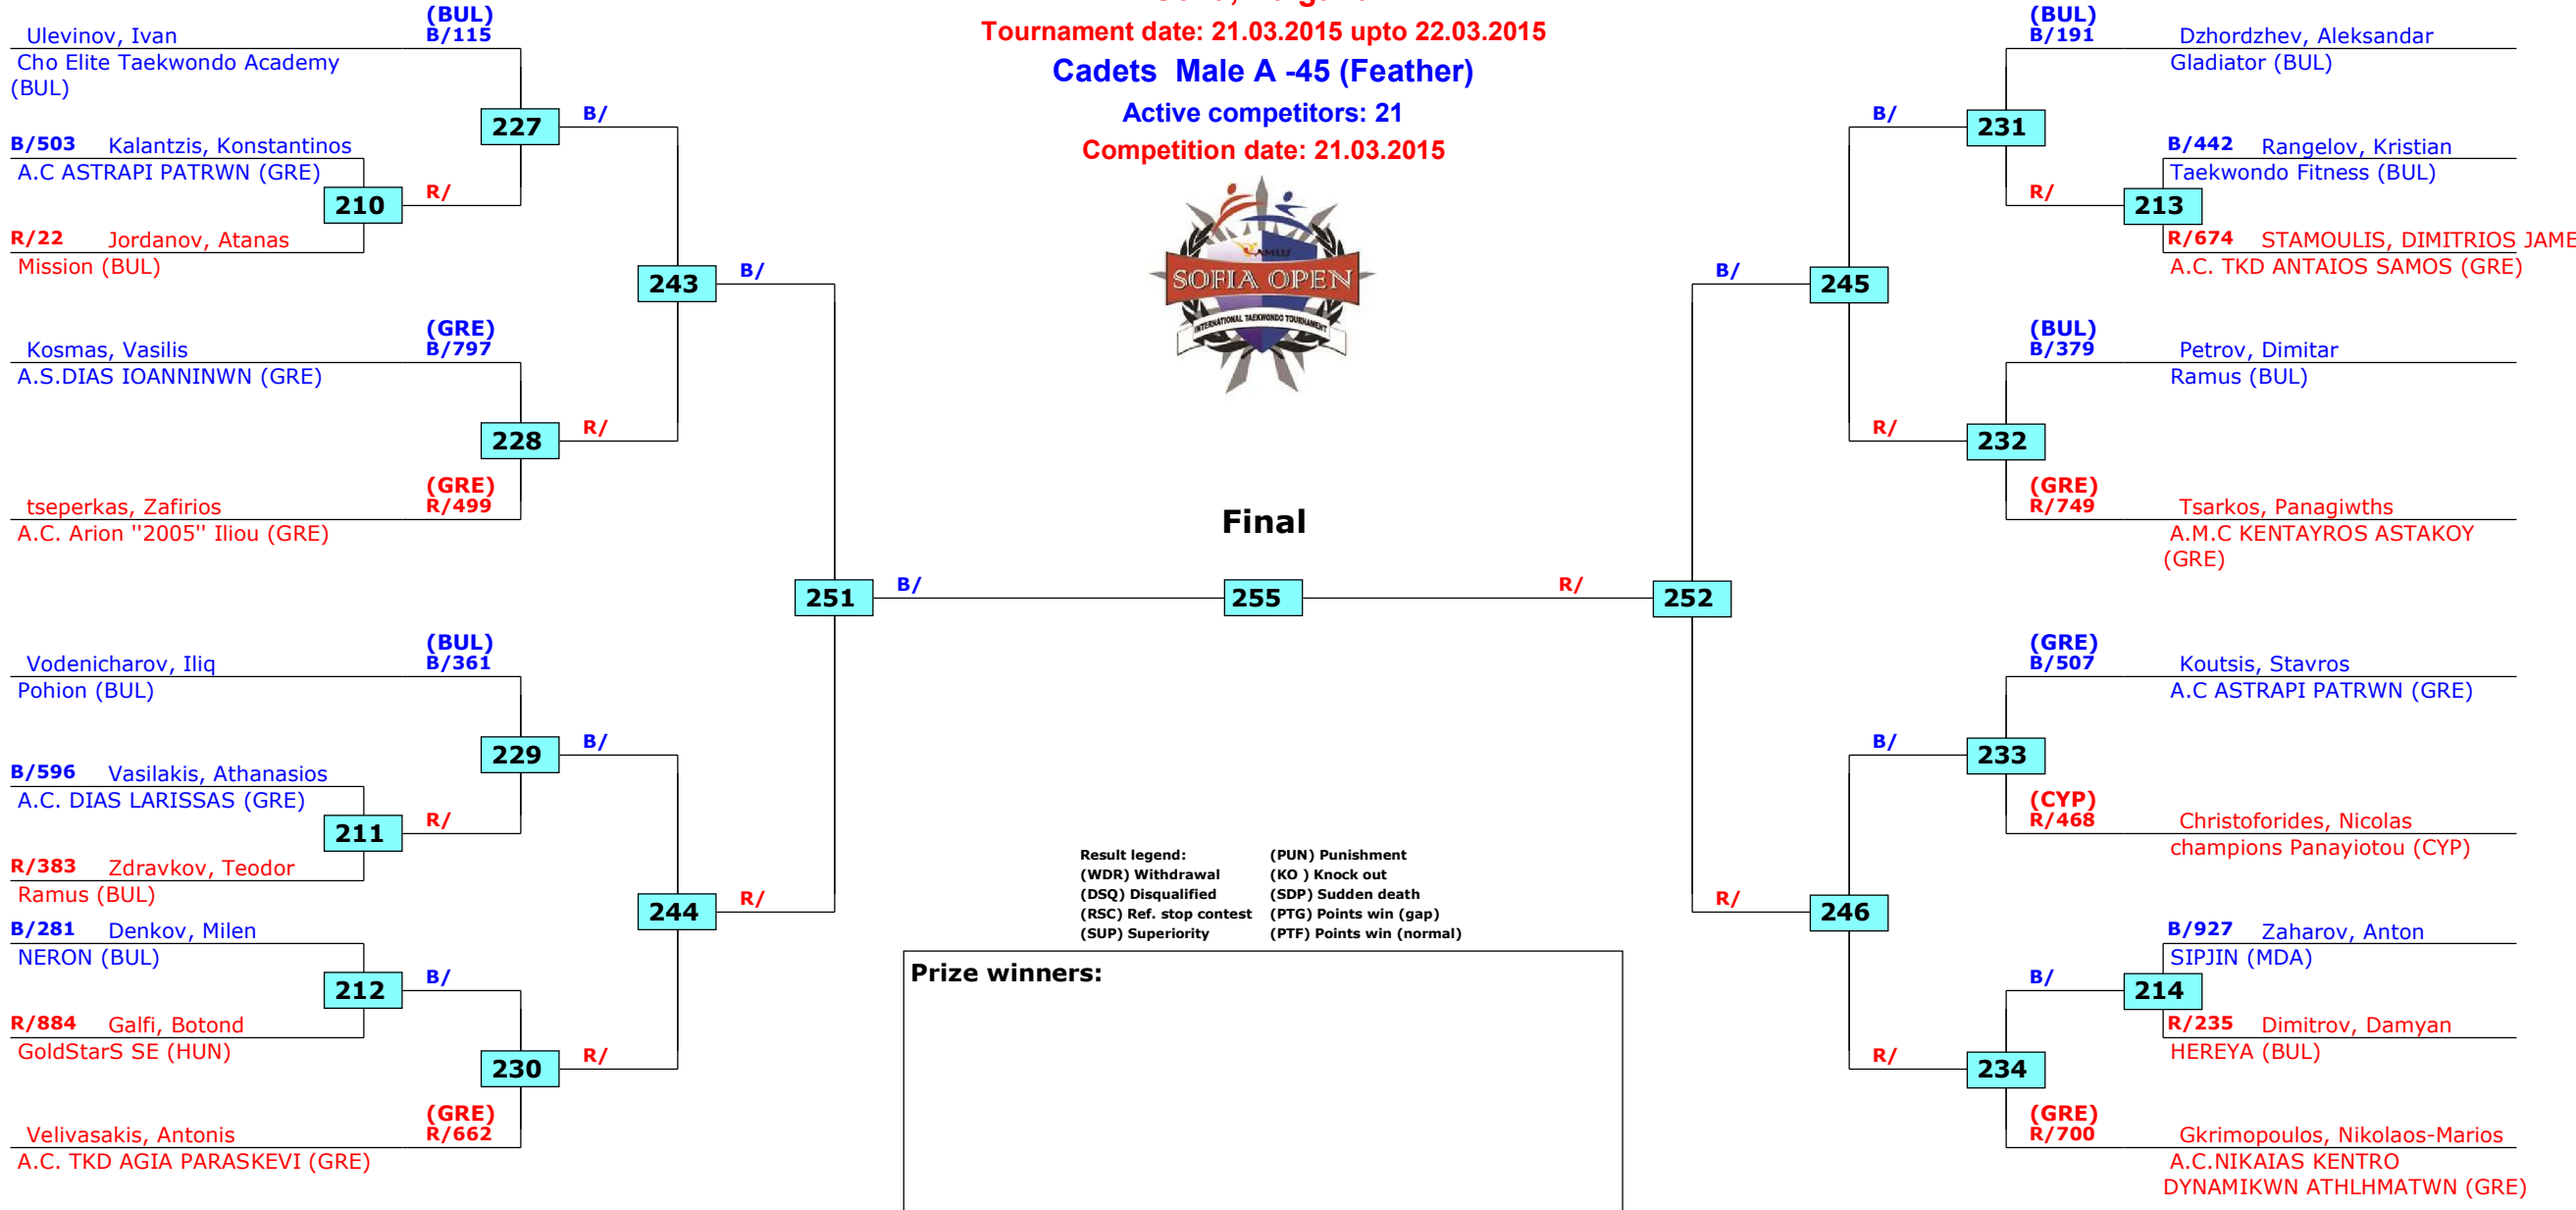 Tournament date: 21.03.2015 upto 22.03.2015
Cadets Male A -45 (Feather)
Active competitors: 21
Competition date: 21.03.2015
RAMUS
SOFIA OPEN
INTERNATIONAL TAEKWONDO TOURNAMENT
(BUL)
Ulevinov, Ivan B/115
Cho Elite Taekwondo Academy
(BUL)
227 B/
B/503 Kalantzis, Konstantinos
A.C ASTRAPI PATRWN (GRE)
210 R/
R/22 Jordanov, Atanas
Mission (BUL)
243 B/
(GRE)
Kosmas, Vasilis B/797
A.S.DIAS IOANNINWN (GRE)
228 R/
(GRE)
tseperkas, Zafirios R/499
A.C. Arion "2005" Iliou (GRE)
251 B/
(BUL)
Vodenicharov, Iliq B/361
Pohion (BUL)
229 B/
B/596 Vasilakis, Athanasios
A.C. DIAS LARISSAS (GRE)
211 R/
R/383 Zdravkov, Teodor
Ramus (BUL)
244 R/
B/281 Denkov, Milen
NERON (BUL)
212 B/
R/884 Galfi, Botond
GoldStarS SE (HUN)
230 R/
(GRE)
Velivasakis, Antonis R/662
A.C. TKD AGIA PARASKEVI (GRE)
Final
255
R/ 252
(BUL)
B/191 Dzhordzhev, Aleksandar
Gladiator (BUL)
B/ 231
B/442 Rangelov, Kristian
Taekwondo Fitness (BUL)
R/ 213
R/674 STAMOULIS, DIMITRIOS JAME
A.C. TKD ANTAIOS SAMOS (GRE)
B/ 245
(BUL)
B/379 Petrov, Dimitar
Ramus (BUL)
R/ 232
(GRE)
R/749 Tsarkos, Panagiwths
A.M.C KENTAYROS ASTAKOY
(GRE)
(GRE)
B/507 Koutsis, Stavros
A.C ASTRAPI PATRWN (GRE)
B/ 233
(CYP)
R/468 Christoforides, Nicolas
champions Panayiotou (CYP)
R/ 246
B/927 Zaharov, Anton
SIPJIN (MDA)
B/ 214
R/235 Dimitrov, Damyan
HEREYA (BUL)
R/ 234
(GRE)
R/700 Gkrimopoulos, Nikolaos-Marios
A.C.NIKAIAS KENTRO
DYNAMIKWN ATHLHMATWN (GRE)
Result legend: (PUN) Punishment
(WDR) Withdrawal (KO ) Knock out
(DSQ) Disqualified (SDP) Sudden death
(RSC) Ref. stop contest (PTG) Points win (gap)
(SUP) Superiority (PTF) Points win (normal)
Prize winners: